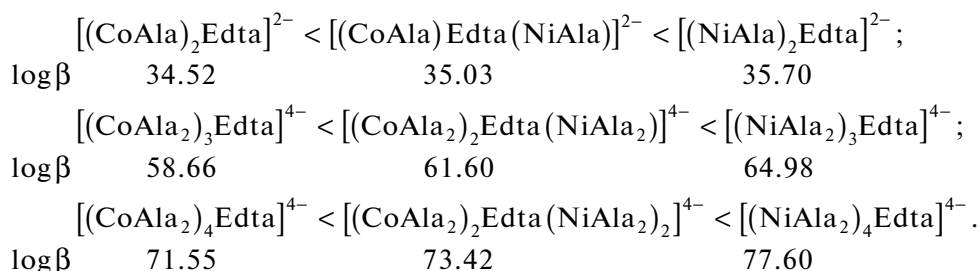 [(CoAla)₂Edta]²⁻ < [(CoAla)Edta(NiAla)]²⁻ < [(NiAla)₂Edta]²⁻;
logβ 34.52 35.03 35.70
[(CoAla₂)₃Edta]⁴⁻ < [(CoAla₂)₂Edta(NiAla₂)]⁴⁻ < [(NiAla₂)₃Edta]⁴⁻;
logβ 58.66 61.60 64.98
[(CoAla₂)₄Edta]⁴⁻ < [(CoAla₂)₂Edta(NiAla₂)₂]⁴⁻ < [(NiAla₂)₄Edta]⁴⁻.
logβ 71.55 73.42 77.60